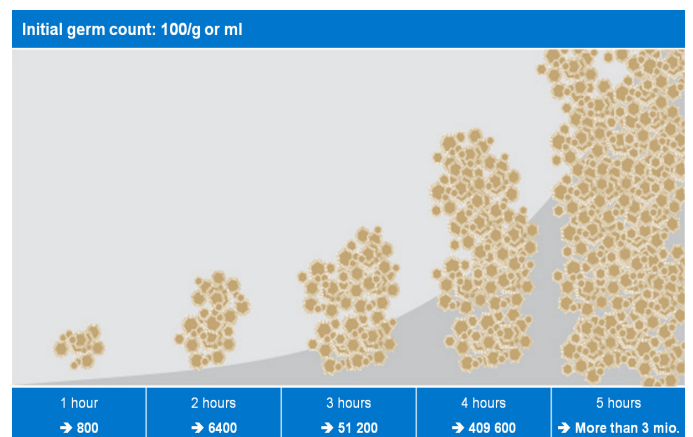 Initial germ count: 100/g or ml
1 hour 2 hours 3 hours 4 hours 5 hours
➔ 800 ➔ 6400 ➔ 51 200 ➔ 409 600 ➔ More than 3 mio.